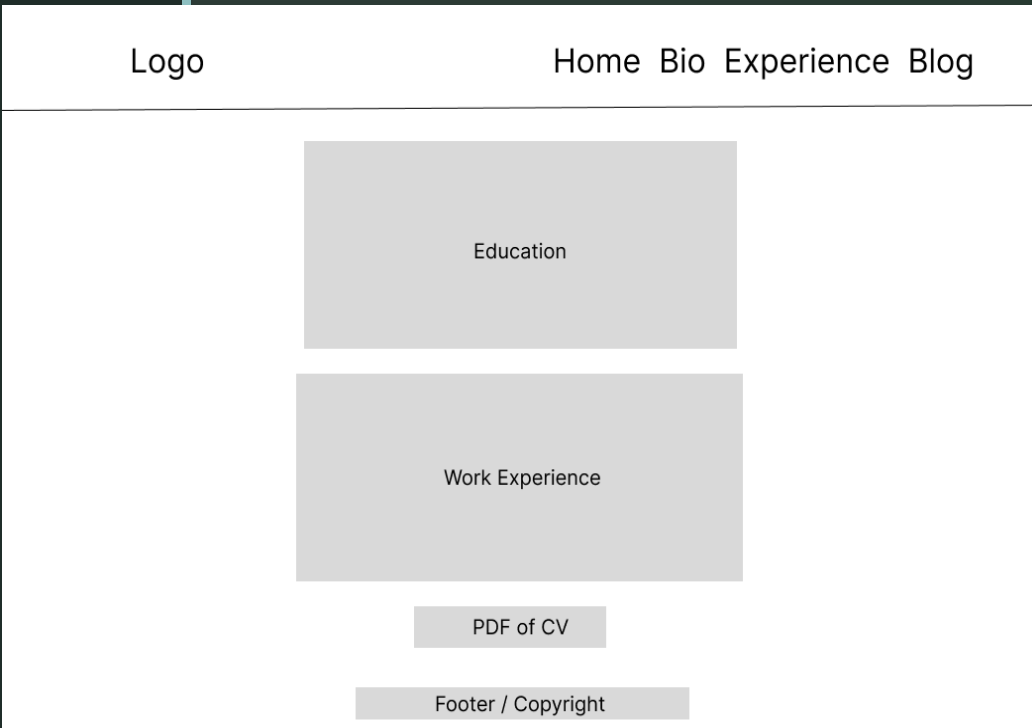 Logo Home Bio Experience Blog
Education
Work Experience
PDF of CV
Footer / Copyright